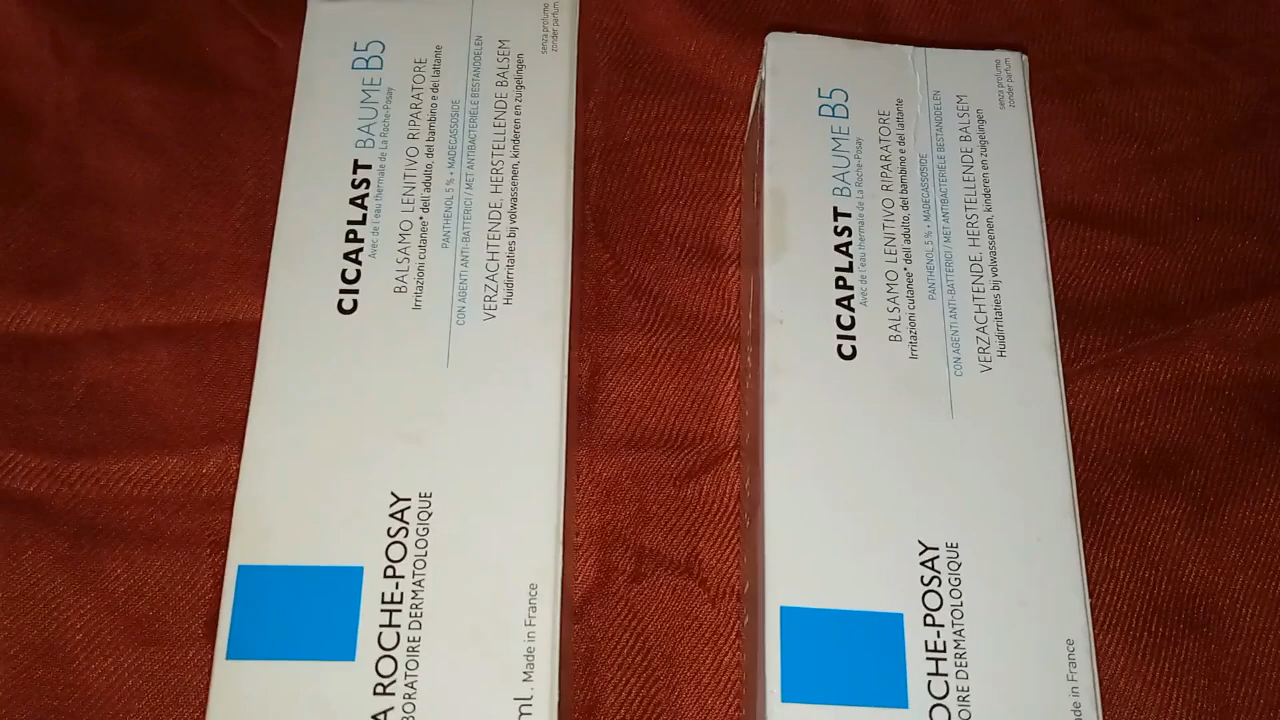 CICAPLAST BAUME B5
Avec de l'eau thermale de La Roche-Posay
BALSAMO LENITIVO RIPARATORE
Irritazioni cutanee* dell'adulto, del bambino e del lattante
PANTHENOL 5 % + MADECASSOSIDE
CON AGENTI ANTI-BATTERICI / MET ANTIBACTERIËLE BESTANDDELEN
VERZACHTENDE, HERSTELLENDE BALSEM
Huidirritaties bij volwassenen, kinderen en zuigelingen
senza profumo
zonder parfum
A ROCHE-POSAY
BORATOIRE DERMATOLOGIQUE
ml. Made in France
CICAPLAST BAUME B5
Avec de l'eau thermale de La Roche-Posay
BALSAMO LENITIVO RIPARATORE
Irritazioni cutanee* dell'adulto, del bambino e del lattante
PANTHENOL 5 % + MADECASSOSIDE
CON AGENTI ANTI-BATTERICI / MET ANTIBACTERIËLE BESTANDDELEN
VERZACHTENDE, HERSTELLENDE BALSEM
Huidirritaties bij volwassenen, kinderen en zuigelingen
senza profumo
zonder parfum
OCHE-POSAY
OIRE DERMATOLOGIQUE
ade in France